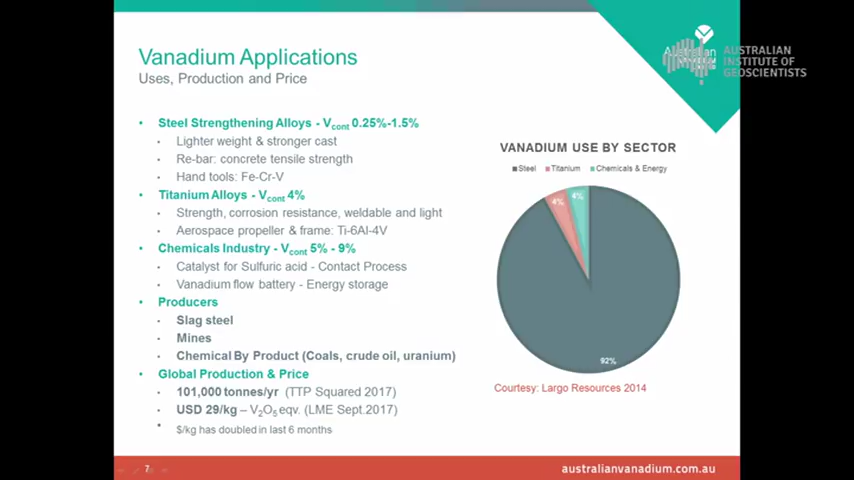 Vanadium Applications
Uses, Production and Price
AUSTRALIAN
INSTITUTE OF
GEOSCIENTISTS
• Steel Strengthening Alloys - Vcont 0.25%-1.5%
• Lighter weight & stronger cast
• Re-bar: concrete tensile strength
• Hand tools: Fe-Cr-V
• Titanium Alloys - Vcont 4%
• Strength, corrosion resistance, weldable and light
• Aerospace propeller & frame: Ti-6Al-4V
• Chemicals Industry - Vcont 5% - 9%
• Catalyst for Sulfuric acid - Contact Process
• Vanadium flow battery - Energy storage
• Producers
• Slag steel
• Mines
• Chemical By Product (Coals, crude oil, uranium)
• Global Production & Price
• 101,000 tonnes/yr (TTP Squared 2017)
• USD 29/kg – V2O5 eqv. (LME Sept.2017)
• $/kg has doubled in last 6 months
VANADIUM USE BY SECTOR
Steel Titanium Chemicals & Energy
4% 4%
92%
Courtesy: Largo Resources 2014
7
australianvanadium.com.au